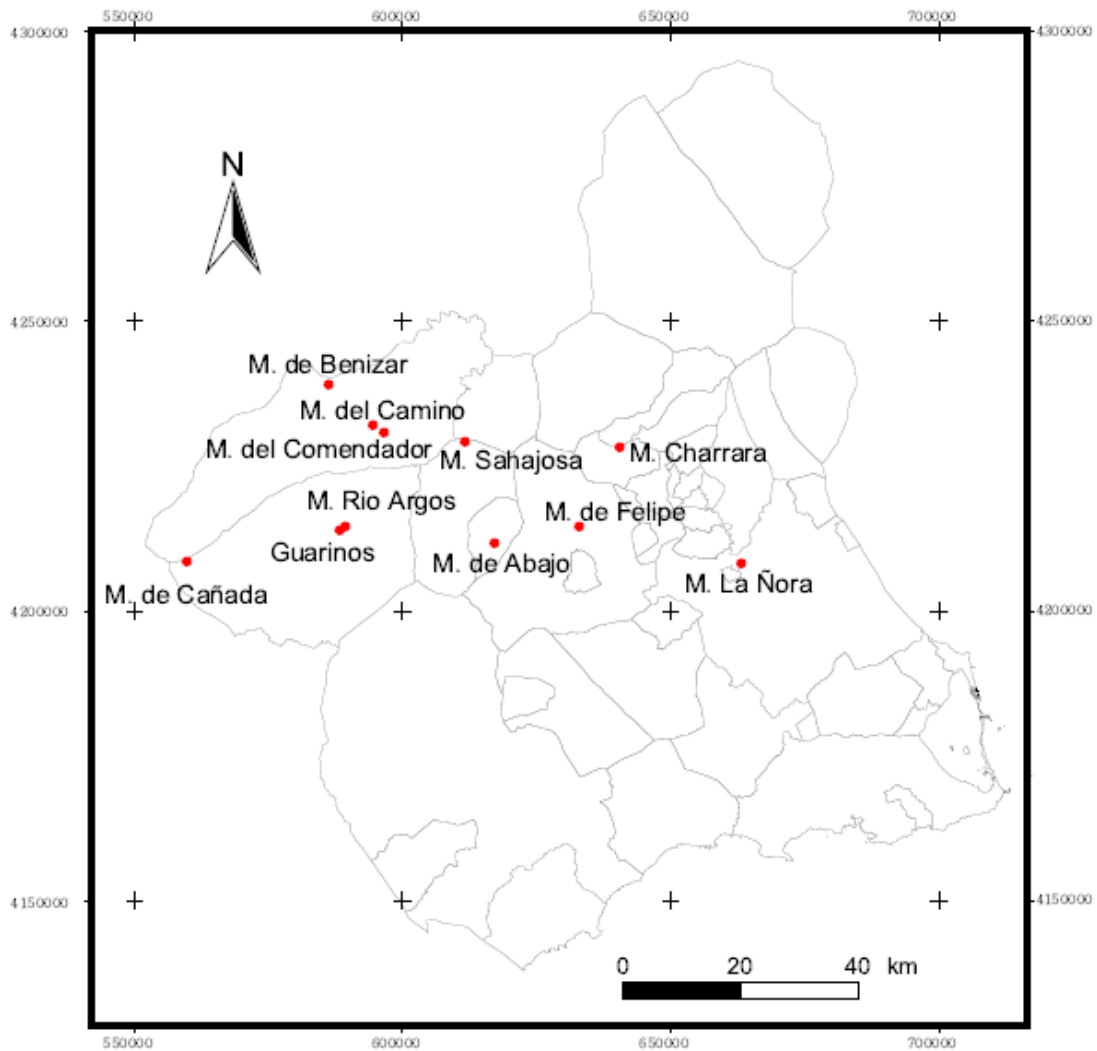 550000 600000 650000 700000
4300000 4300000
N
4250000 4250000
M. de Benizar
M. del Camino
M. del Comendador
M. Sahajosa
M. Charrara
M. Rio Argos
M. de Felipe
Guarinos
M. de Abajo
M. La Ñora
M. de Cañada
4200000 4200000
4150000 4150000
0 20 40 km
550000 600000 650000 700000